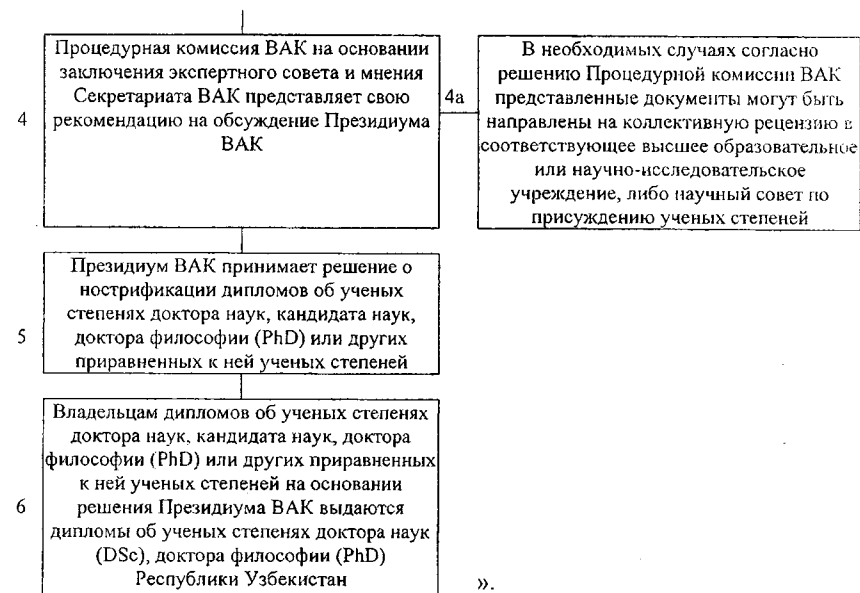 4
Процедурная комиссия ВАК на основании
заключения экспертного совета и мнения
Секретариата ВАК представляет свою
рекомендацию на обсуждение Президиума
ВАК
4а
В необходимых случаях согласно
решению Процедурной комиссии ВАК
представленные документы могут быть
направлены на коллективную рецензию в
соответствующее высшее образовательное
или научно-исследовательское
учреждение, либо научный совет по
присуждению ученых степеней
5
Президиум ВАК принимает решение о
нострификации дипломов об ученых
степенях доктора наук, кандидата наук,
доктора философии (PhD) или других
приравненных к ней ученых степеней
6
Владельцам дипломов об ученых степенях
доктора наук, кандидата наук, доктора
философии (PhD) или других приравненных
к ней ученых степеней на основании
решения Президиума ВАК выдаются
дипломы об ученых степенях доктора наук
(DSc), доктора философии (PhD)
Республики Узбекистан
».